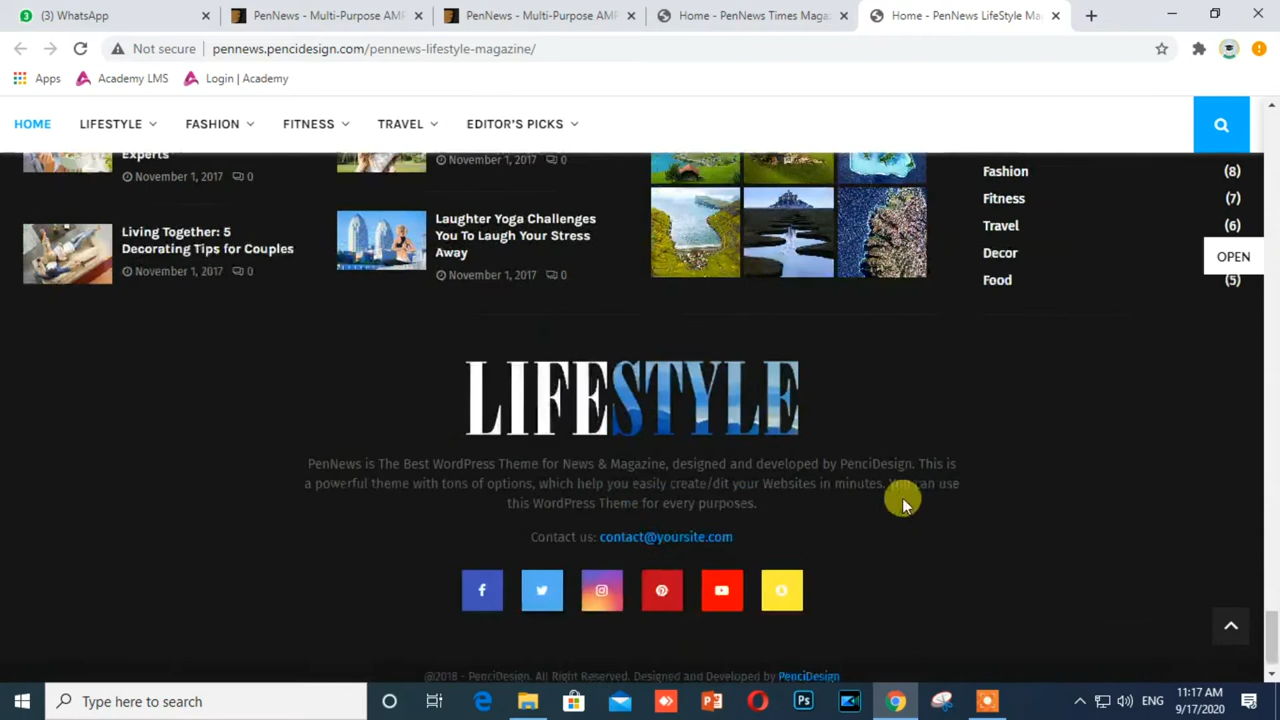 3
(3) WhatsApp
PenNews - Multi-Purpose AMP
PenNews - Multi-Purpose AMP
Home - PenNews Times Maga
Home - PenNews LifeStyle Ma
Not secure
pennews.pencidesign.com/pennews-lifestyle-magazine/
Apps
Academy LMS
Login | Academy
HOME
LIFESTYLE
FASHION
FITNESS
TRAVEL
EDITOR'S PICKS
Experts
November 1, 2017 0
Living Together: 5
Decorating Tips for Couples
November 1, 2017 0
November 1, 2017 0
Laughter Yoga Challenges
You To Laugh Your Stress
Away
November 1, 2017 0
Fashion (8)
Fitness (7)
Travel (6)
Decor
Food (5)
OPEN
LIFESTYLE
PenNews is The Best WordPress Theme for News & Magazine, designed and developed by PenciDesign. This is
a powerful theme with tons of options, which help you easily create/dit your Websites in minutes. You can use
this WordPress Theme for every purposes.
Contact us: contact@yoursite.com
@2018 - PenciDesign. All Right Reserved. Designed and Developed by PenciDesign
Type here to search
ENG
11:17 AM
9/17/2020